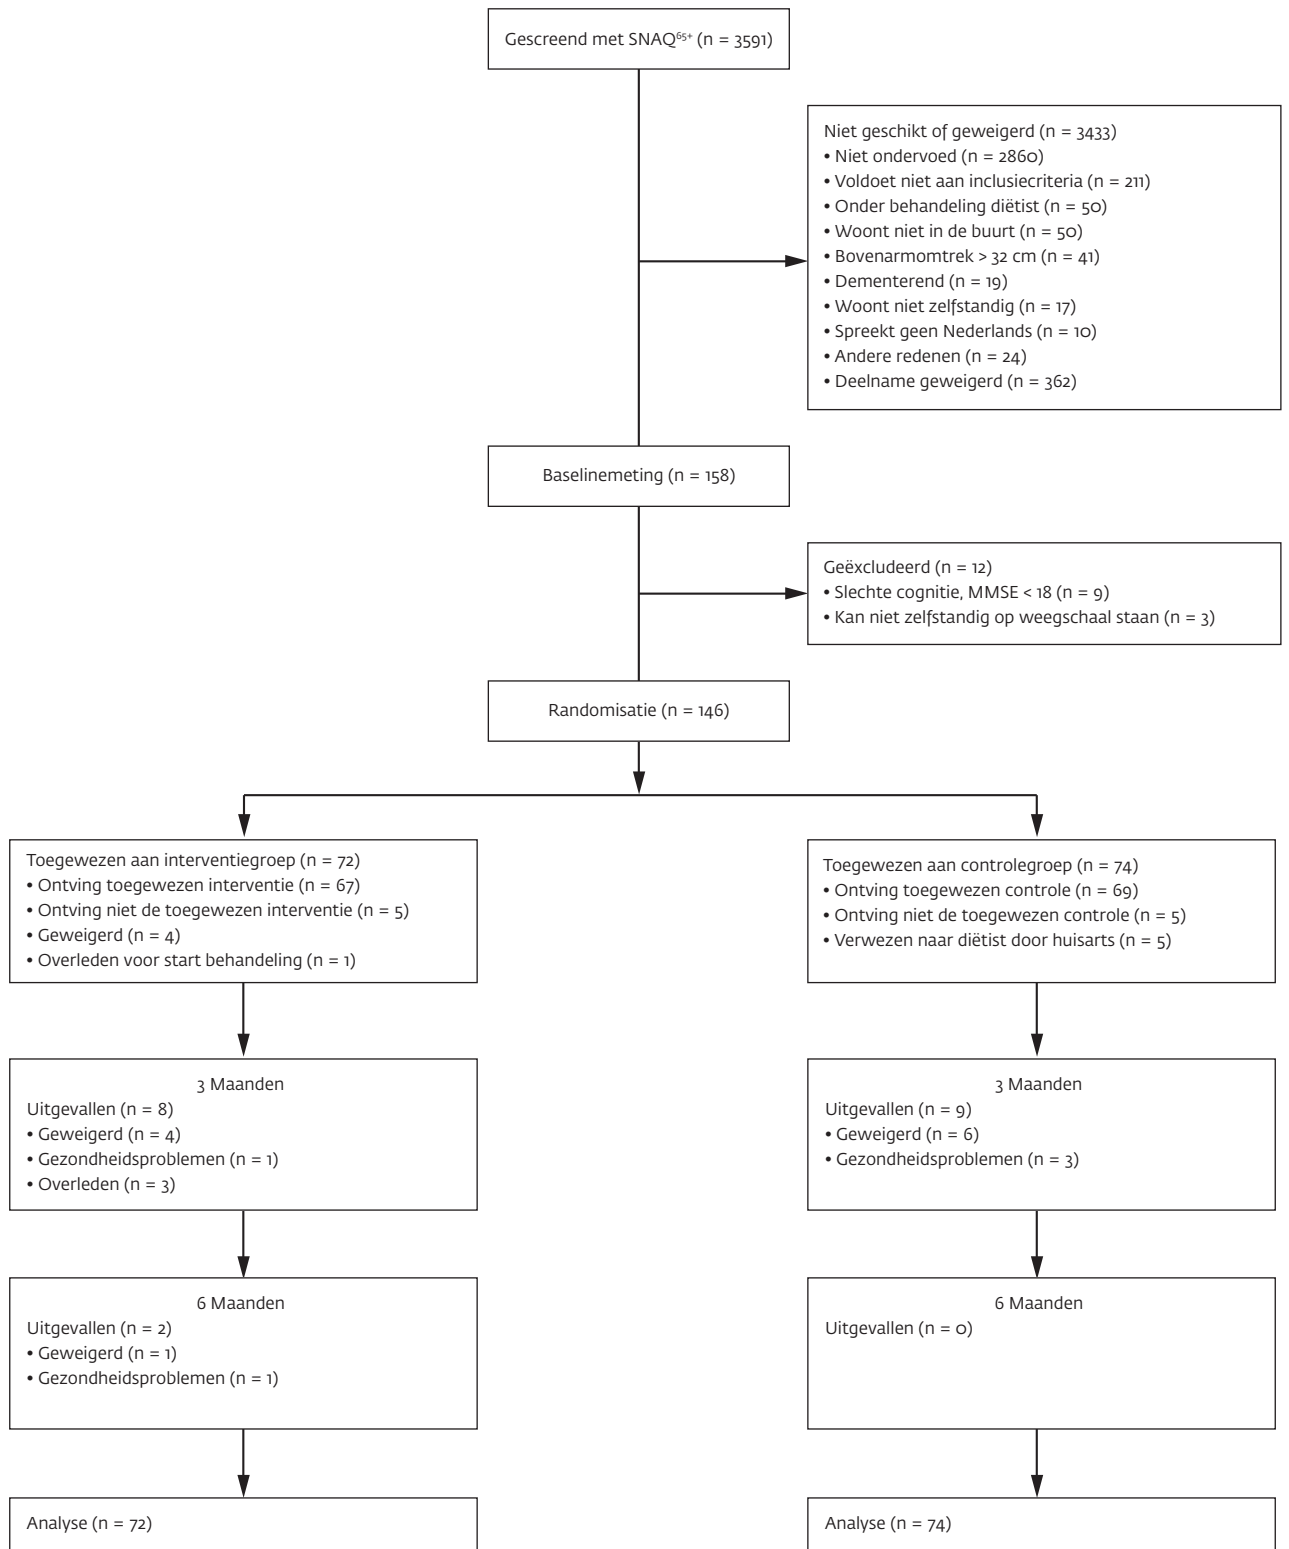 Gescreend met SNAQ⁶⁵⁺ (n = 3591)
Niet geschikt of geweigerd (n = 3433)
• Niet ondervoed (n = 2860)
• Voldoet niet aan inclusiecriteria (n = 211)
• Onder behandeling diëtist (n = 50)
• Woont niet in de buurt (n = 50)
• Bovenarmomtrek > 32 cm (n = 41)
• Dementerend (n = 19)
• Woont niet zelfstandig (n = 17)
• Spreekt geen Nederlands (n = 10)
• Andere redenen (n = 24)
• Deelname geweigerd (n = 362)
Baselinemeting (n = 158)
Geëxcludeerd (n = 12)
• Slechte cognitie, MMSE < 18 (n = 9)
• Kan niet zelfstandig op weegschaal staan (n = 3)
Randomisatie (n = 146)
Toegewezen aan interventiegroep (n = 72)
• Ontving toegewezen interventie (n = 67)
• Ontving niet de toegewezen interventie (n = 5)
• Geweigerd (n = 4)
• Overleden voor start behandeling (n = 1)
Toegewezen aan controlegroep (n = 74)
• Ontving toegewezen controle (n = 69)
• Ontving niet de toegewezen controle (n = 5)
• Verwezen naar diëtist door huisarts (n = 5)
3 Maanden
Uitgevallen (n = 8)
• Geweigerd (n = 4)
• Gezondheidsproblemen (n = 1)
• Overleden (n = 3)
3 Maanden
Uitgevallen (n = 9)
• Geweigerd (n = 6)
• Gezondheidsproblemen (n = 3)
6 Maanden
Uitgevallen (n = 2)
• Geweigerd (n = 1)
• Gezondheidsproblemen (n = 1)
6 Maanden
Uitgevallen (n = 0)
Analyse (n = 72)
Analyse (n = 74)